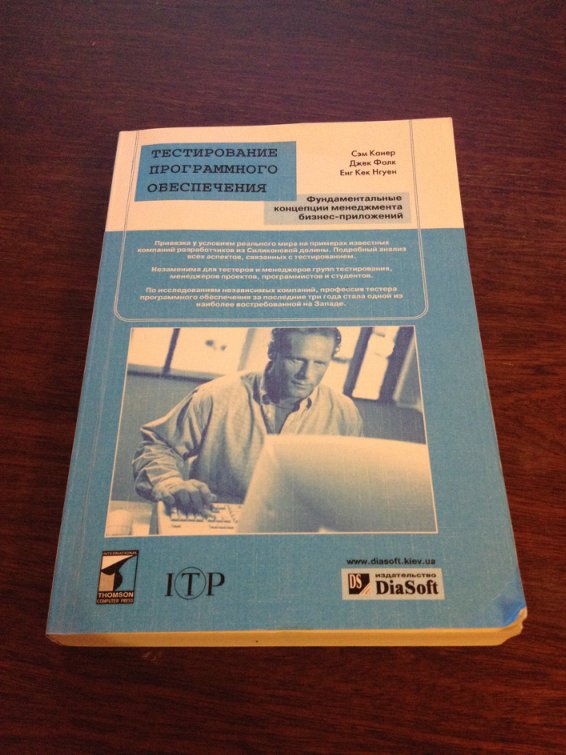 ТЕСТИРОВАНИЕ
ПРОГРАММНОГО
ОБЕСПЕЧЕНИЯ
Сэм Канер
Джек Фолк
Енг Кек Нгуен
Фундаментальные
концепции менеджмента
бизнес-приложений
Привязка у условиям реального мира на примерах известных
компаний разработчиков из Силиконовой долины. Подробный анализ
всех аспектов, связанных с тестированием.
Незаменима для тестеров и менеджеров групп тестирования,
менеджеров проектов, программистов и студентов.
По исследованиям независимых компаний, профессия тестера
программного обеспечения за последние три года стала одной из
наиболее востребованной на Западе.
INTERNATIONAL
THOMSON
COMPUTER PRESS
ITP
www.diasoft.kiev.ua
DS
издательство
DiaSoft